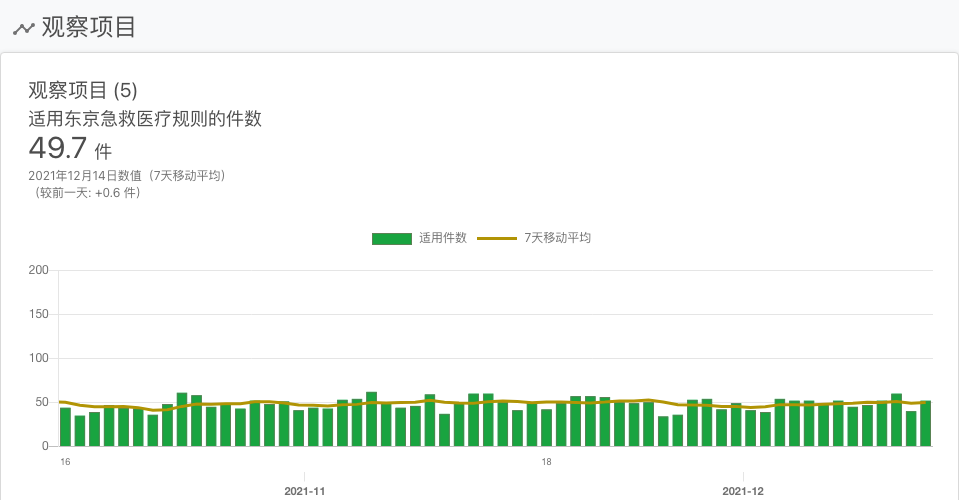 观察项目
观察项目 (5)
适用东京急救医疗规则的件数
49.7 件
2021年12月14日数值（7天移动平均）
（较前一天: +0.6 件）
适用件数 7天移动平均
200
150
100
50
0
16 18
2021-11 2021-12